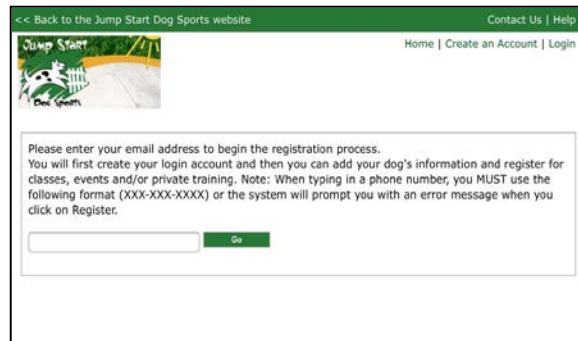 << Back to the Jump Start Dog Sports website
Contact Us | Help
Jump Start
Dog Sports
Home | Create an Account | Login
Please enter your email address to begin the registration process.
You will first create your login account and then you can add your dog's information and register for
classes, events and/or private training. Note: When typing in a phone number, you MUST use the
following format (XXX-XXX-XXXX) or the system will prompt you with an error message when you
click on Register.
Go